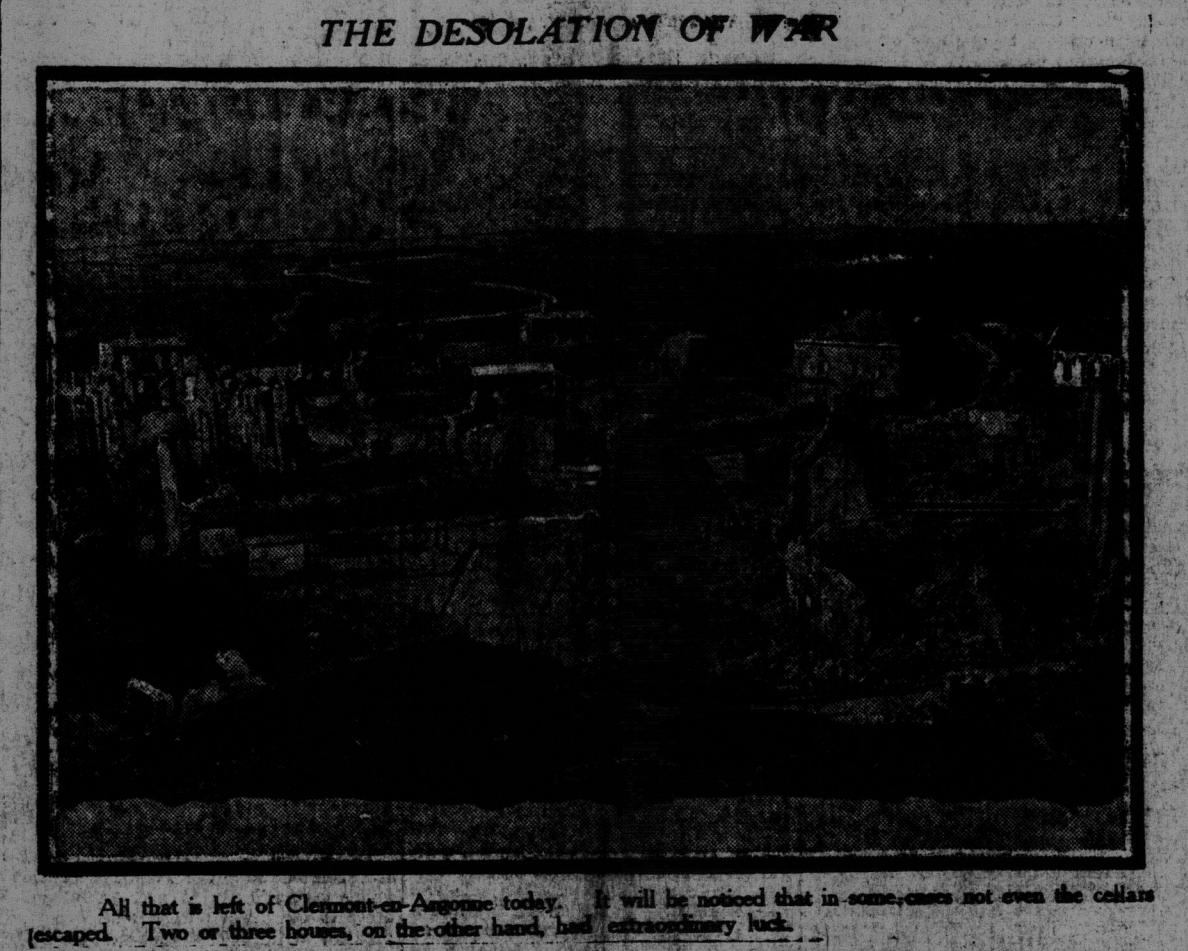 THE DESOLATION OF WAR
All that is left of Clermont-en-Argonne today. It will be noticed that in some cases not even the cellars
escaped. Two or three houses, on the other hand, had extraordinary luck.